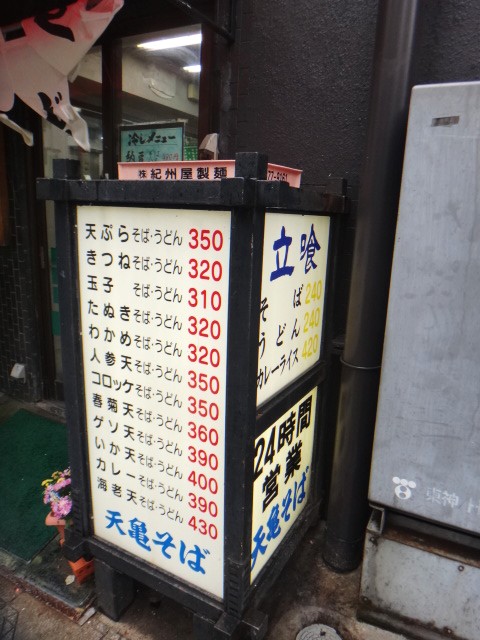 冷しメニュー
㈱紀州屋製麺
天ぷらそば・うどん 350
きつねそば・うどん 320
玉子 そば・うどん 310
たぬきそば・うどん 320
わかめそば・うどん 320
人参天そば・うどん 350
コロッケそば・うどん 350
春菊天そば・うどん 360
ゲソ天そば・うどん 390
いか天そば・うどん 400
カレーそば・うどん 390
海老天そば・うどん 430
天亀そば
立喰
そば 240
うどん 240
カレーライス 420
24時間
営業
天亀そば
東神